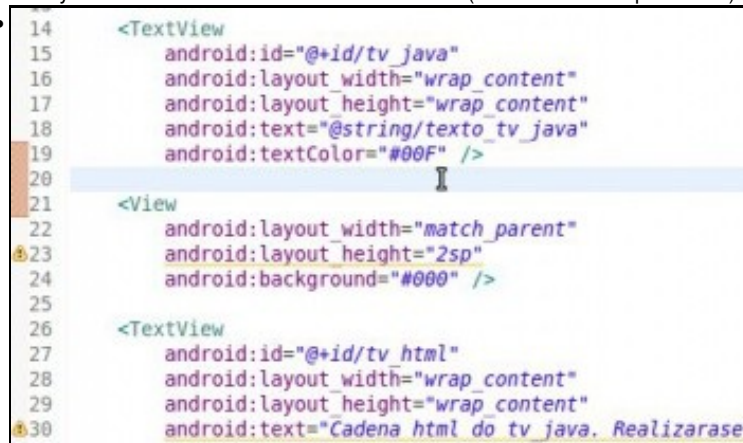 14 <TextView
15 android:id="@+id/tv_java"
16 android:layout_width="wrap_content"
17 android:layout_height="wrap_content"
18 android:text="@string/texto_tv_java"
19 android:textColor="#00F" />
20
21 <View
22 android:layout_width="match_parent"
23 android:layout_height="2sp"
24 android:background="#000" />
25
26 <TextView
27 android:id="@+id/tv_html"
28 android:layout_width="wrap_content"
29 android:layout_height="wrap_content"
30 android:text="Cadena html do tv_java. Realizarase